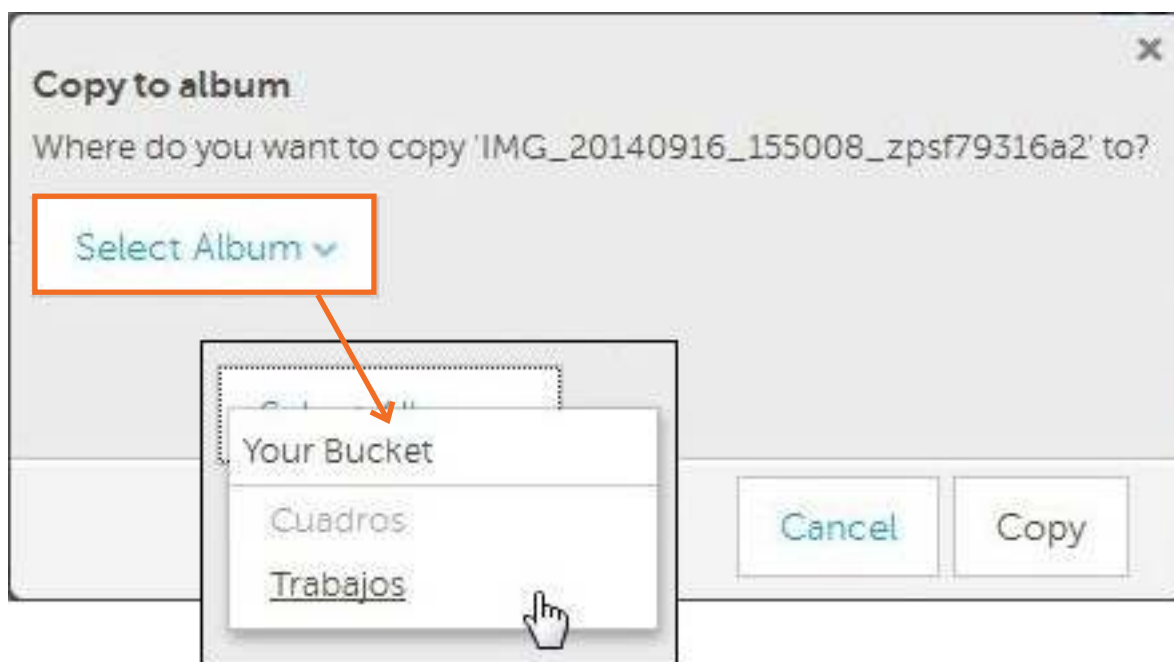 Copy to album
Where do you want to copy 'IMG_20140916_155008_zpsf79316a2' to?
Select Album
Your Bucket
Cuadros
Trabajos
Cancel
Copy